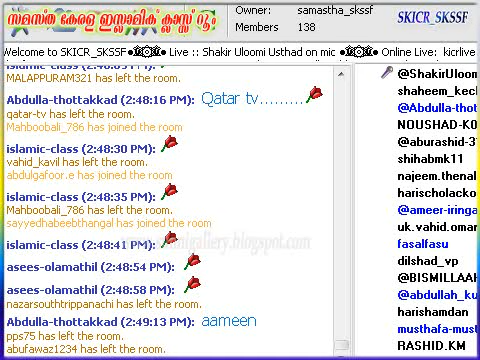 സമസ്ത കേരള ഇസ്ലാമിക് ക്ലാസ്സ് റൂം
Owner: samastha_skssf
Members 138
SKICR_SKSSF
Welcome to SKICR_SKSSF Live :: Shakir Uloomi Usthad on mic Online Live: kicrlive
islamic-class (2:48:05 PM):
MALAPPURAM321 has left the room.
Abdulla-thottakkad (2:48:16 PM): Qatar tv.........
qatar-tv has left the room.
Mahboobali_786 has joined the room
islamic-class (2:48:30 PM):
vahid_kavil has left the room.
abdulgafoor.e has joined the room
islamic-class (2:48:35 PM):
Mahboobali_786 has left the room.
sayyedhabeebthangal has joined the room
islamic-class (2:48:41 PM):
asees-olamathil (2:48:54 PM):
asees-olamathil (2:48:58 PM):
nazarsouthtrippanachi has left the room.
Abdulla-thottakkad (2:49:13 PM): aameen
pps75 has left the room.
abufawaz1234 has left the room.
@ShakirUloom
shaheem_kech
@Abdulla-thot
NOUSHAD-KO
@aburashid-3
shihabmk11
najeem.thenal
harischolacko
@ameer-iringa
uk.vahid.omar
fasalfasu
dilshad_vp
@BISMILLAAH
@abdullah_ku
harishamdan
musthafa-must
RASHID.KM